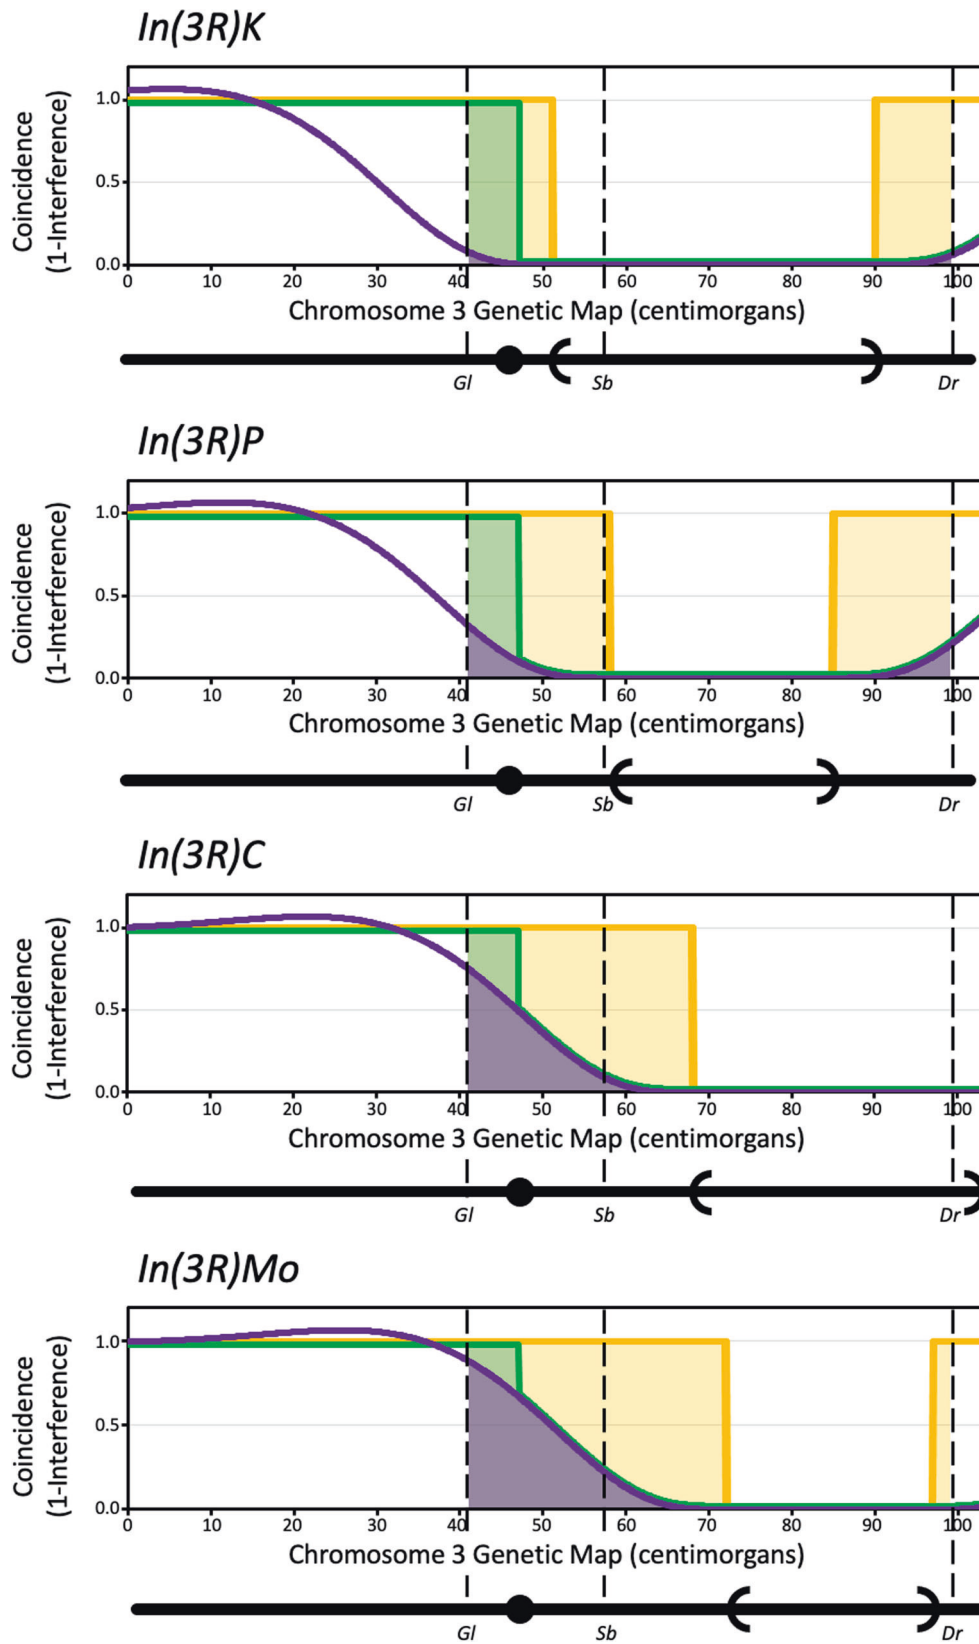 In(3R)K
Coincidence
(1-Interference)
1.0
0.5
0.0
0 10 20 30 40 50 60 70 80 90 100
Chromosome 3 Genetic Map (centimorgans)
Gl Sb Dr
In(3R)P
Coincidence
(1-Interference)
1.0
0.5
0.0
0 10 20 30 40 50 60 70 80 90 100
Chromosome 3 Genetic Map (centimorgans)
Gl Sb Dr
In(3R)C
Coincidence
(1-Interference)
1.0
0.5
0.0
0 10 20 30 40 50 60 70 80 90 100
Chromosome 3 Genetic Map (centimorgans)
Gl Sb Dr
In(3R)Mo
Coincidence
(1-Interference)
1.0
0.5
0.0
0 10 20 30 40 50 60 70 80 90 100
Chromosome 3 Genetic Map (centimorgans)
Gl Sb Dr